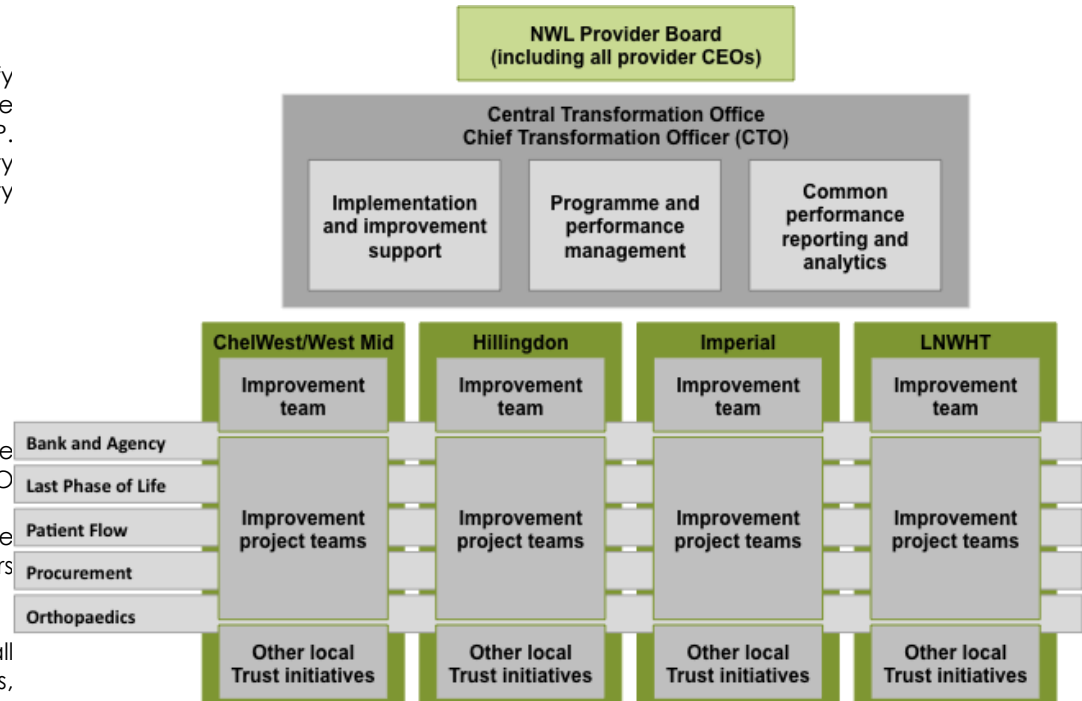 NWL Provider Board
(including all provider CEOs)
Central Transformation Office
Chief Transformation Officer (CTO)
Implementation
and improvement
support
Programme and
performance
management
Common
performance
reporting and
analytics
ChelWest/West Mid
Hillingdon
Imperial
LNWHT
Improvement
team
Improvement
team
Improvement
team
Improvement
team
Bank and Agency
Last Phase of Life
Patient Flow
Procurement
Orthopaedics
Improvement
project teams
Improvement
project teams
Improvement
project teams
Improvement
project teams
Other local
Trust initiatives
Other local
Trust initiatives
Other local
Trust initiatives
Other local
Trust initiatives